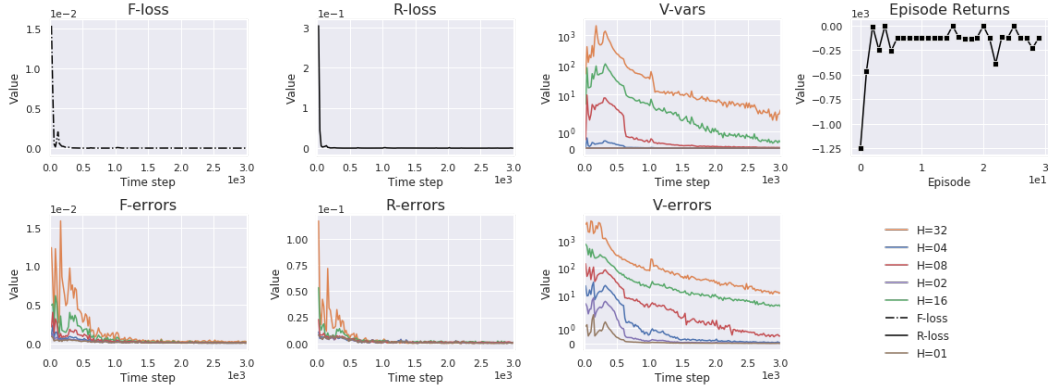 F-loss
1e−2
Value
1.5
1.0
0.5
0.0
0.0 0.5 1.0 1.5 2.0 2.5 3.0
Time step
1e3
R-loss
1e−1
Value
3
2
1
0
0.0 0.5 1.0 1.5 2.0 2.5 3.0
Time step
1e3
V-vars
Value
10³
10²
10¹
10⁰
0
0.0 0.5 1.0 1.5 2.0 2.5 3.0
Time step
1e3
Episode Returns
1e3
Value
0.00
−0.25
−0.50
−0.75
−1.00
−1.25
0 1 2 3
Episode
1e1
F-errors
1e−2
Value
1.5
1.0
0.5
0.0
0.0 0.5 1.0 1.5 2.0 2.5 3.0
Time step
1e3
R-errors
1e−1
Value
1.00
0.75
0.50
0.25
0.00
0.0 0.5 1.0 1.5 2.0 2.5 3.0
Time step
1e3
V-errors
Value
10³
10²
10¹
10⁰
0
0.0 0.5 1.0 1.5 2.0 2.5 3.0
Time step
1e3
H=32
H=04
H=08
H=02
H=16
F-loss
R-loss
H=01